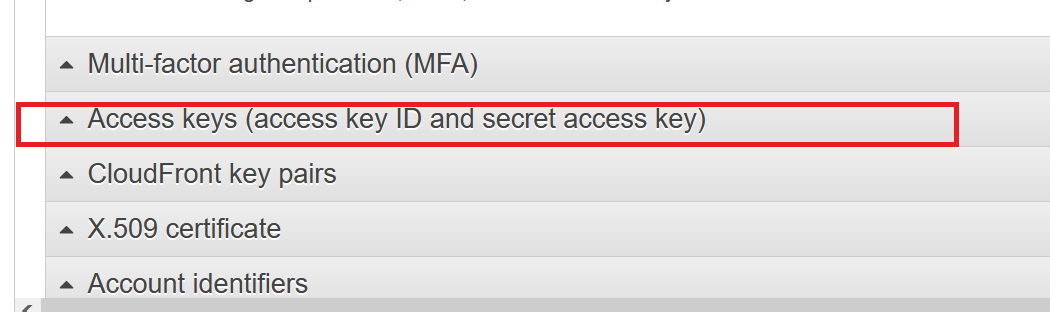 Multi-factor authentication (MFA)
Access keys (access key ID and secret access key)
CloudFront key pairs
X.509 certificate
Account identifiers